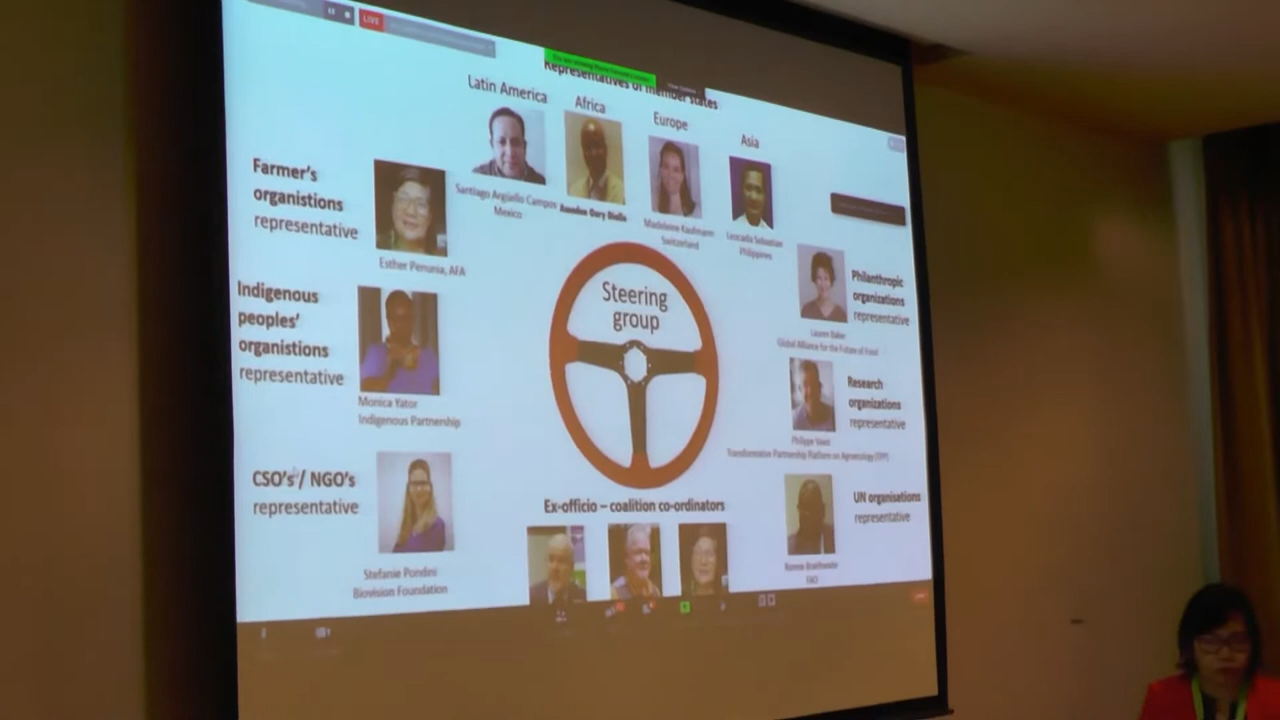 LIVE
Representatives of member states
Latin America
Africa
Europe
Asia
Santiago Argüello Campos
Mexico
Madeleine Kaufmann
Switzerland
Leocadio Sebastian
Philippines
Farmer's
organistions
representative
Esther Penunia, AFA
Indigenous
peoples'
organistions
representative
Monica Yator
Indigenous Partnership
CSO's / NGO's
representative
Stefanie Pondini
Biovision Foundation
Steering
group
Ex-officio – coalition co-ordinators
Philanthropic
organizations
representative
Lauren Baker
Global Alliance for the Future of Food
Research
organizations
representative
Transformative Partnership Platform on Agroecology (TPP)
UN organisations
representative
FAO